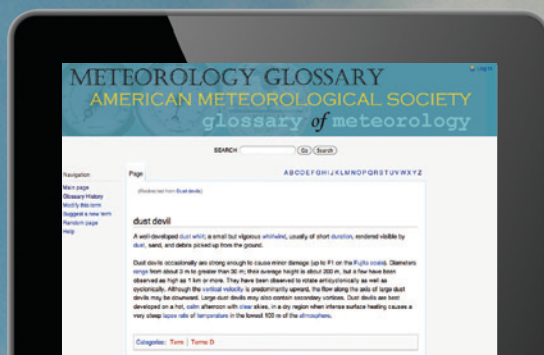 METEOROLOGY GLOSSARY
AMERICAN METEOROLOGICAL SOCIETY
glossary of meteorology
Log in
SEARCH Go Search
Navigation
Main page
Glossary History
Modify this term
Suggest a new term
Random page
Help
Page
A B C D E F G H I J K L M N O P Q R S T U V W X Y Z
(Redirected from Dust devils)
dust devil
A well-developed dust whirl; a small but vigorous whirlwind, usually of short duration, rendered visible by
dust, sand, and debris picked up from the ground.
Dust devils occasionally are strong enough to cause minor damage (up to F1 on the Fujita scale). Diameters
range from about 3 m to greater than 30 m; their average height is about 200 m, but a few have been
observed as high as 1 km or more. They have been observed to rotate anticyclonically as well as
cyclonically. Although the vertical velocity is predominantly upward, the flow along the axis of large dust
devils may be downward. Large dust devils may also contain secondary vortices. Dust devils are best
developed on a hot, calm afternoon with clear skies, in a dry region when intense surface heating causes a
very steep lapse rate of temperature in the lowest 100 m of the atmosphere.
Categories: Term | Terms D